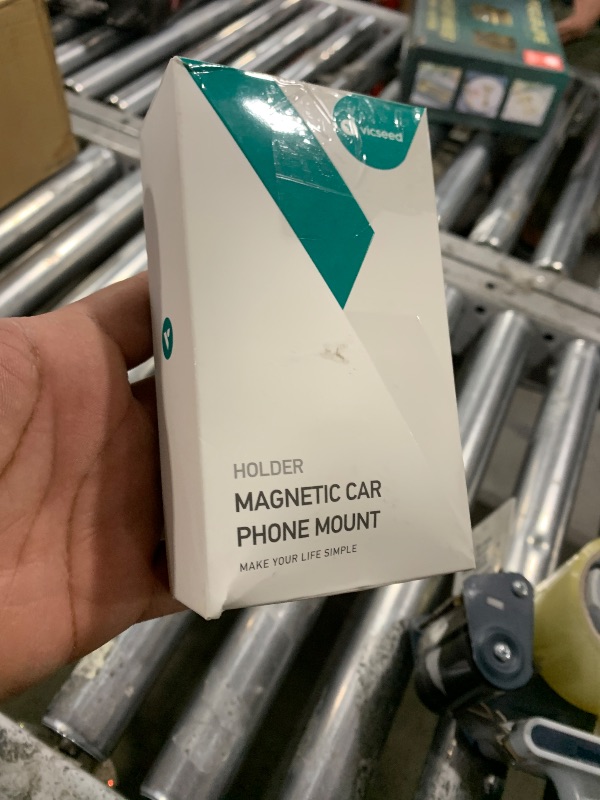 vicseed
HOLDER
MAGNETIC CAR
PHONE MOUNT
MAKE YOUR LIFE SIMPLE